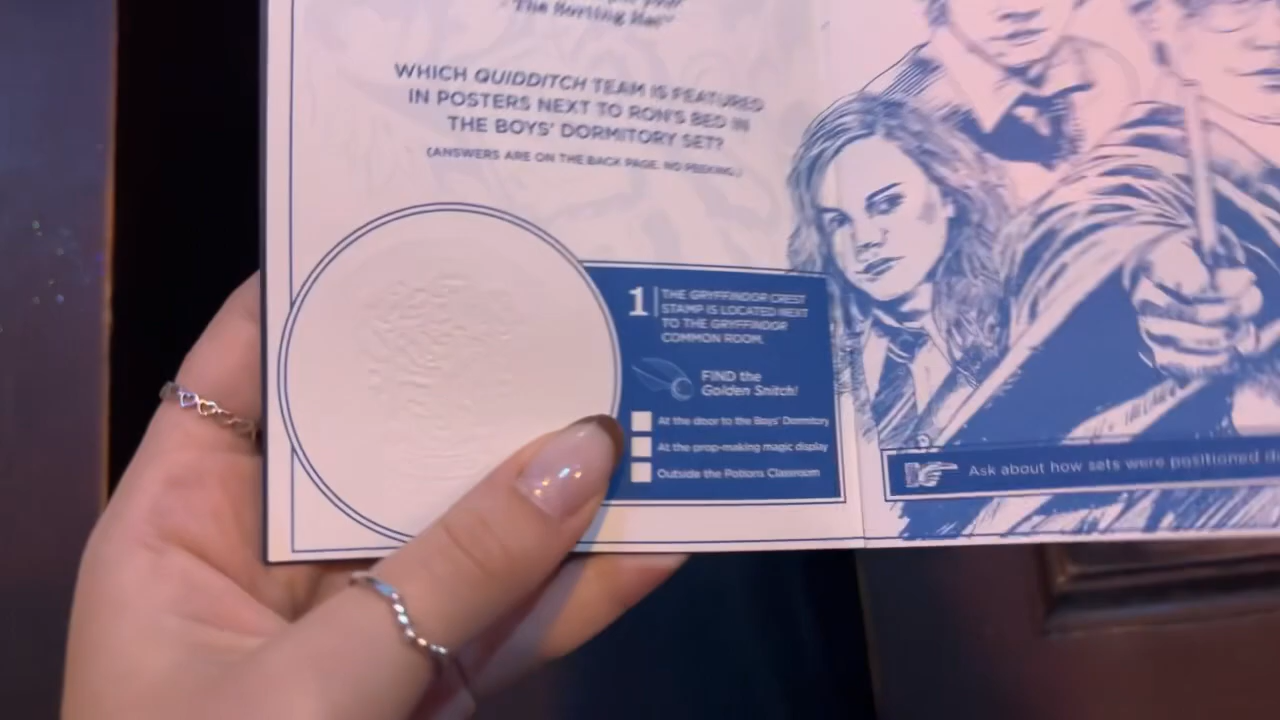 "The Sorting Hat"
WHICH QUIDDITCH TEAM IS FEATURED
IN POSTERS NEXT TO RON'S BED IN
THE BOYS' DORMITORY SET?
(ANSWERS ARE ON THE BACK PAGE. NO PEEKING.)
1
THE GRYFFINDOR CREST
STAMP IS LOCATED NEXT
TO THE GRYFFINDOR
COMMON ROOM.
FIND the
Golden Snitch!
At the door to the Boys' Dormitory
At the prop-making magic display
Outside the Potions Classroom
Ask about how sets were positioned